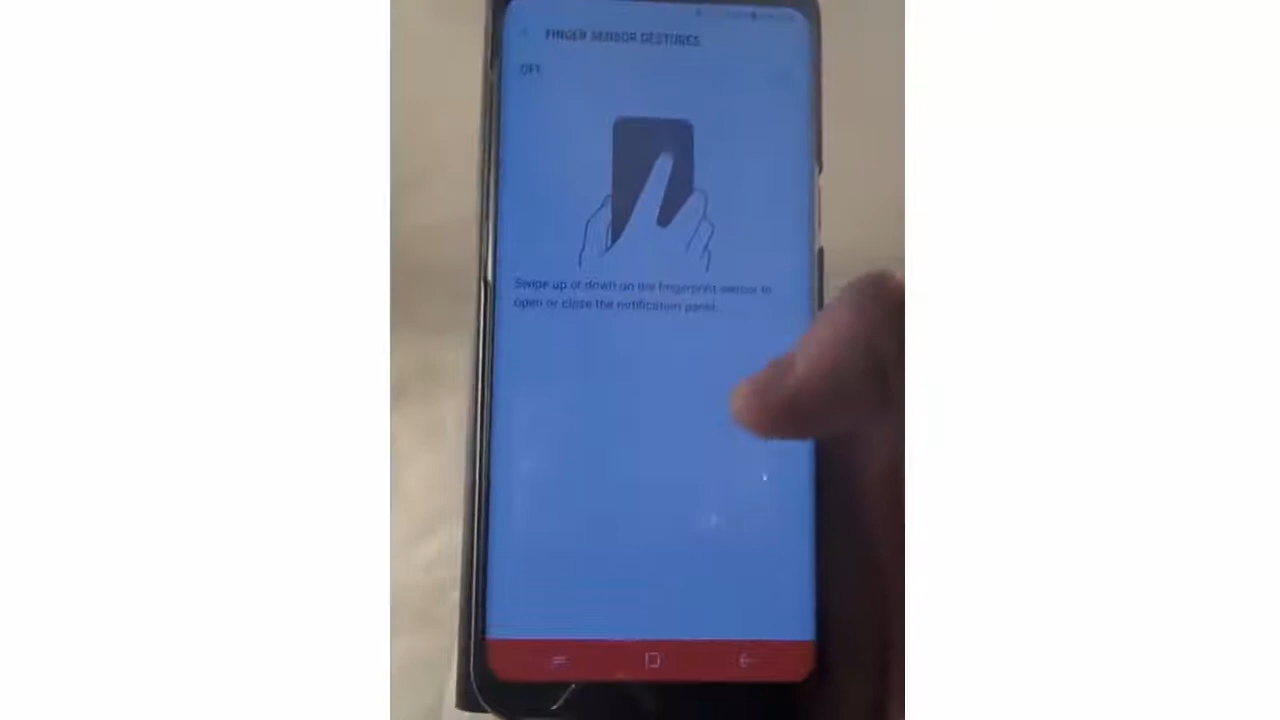 FINGER SENSOR GESTURES
OFF
Swipe up or down on the fingerprint sensor to
open or close the notification panel.